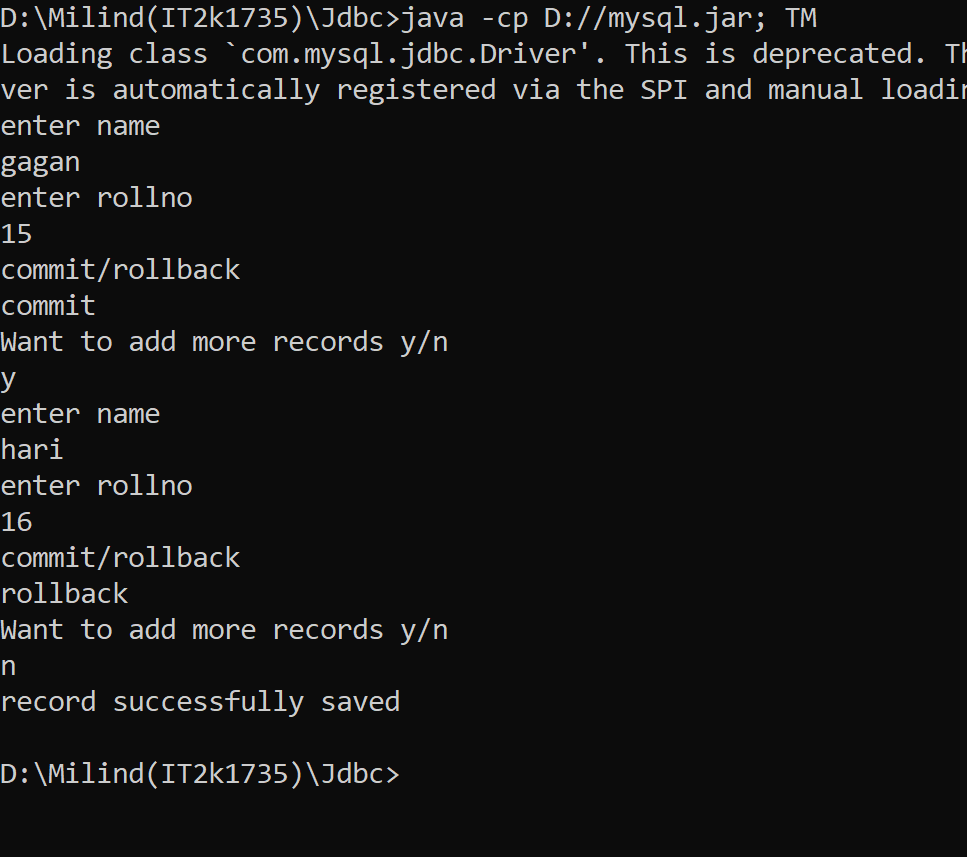 D:\Milind(IT2k1735)\Jdbc>java -cp D://mysql.jar; TM
Loading class `com.mysql.jdbc.Driver'. This is deprecated. Th
ver is automatically registered via the SPI and manual loadin
enter name
gagan
enter rollno
15
commit/rollback
commit
Want to add more records y/n
y
enter name
hari
enter rollno
16
commit/rollback
rollback
Want to add more records y/n
n
record successfully saved
D:\Milind(IT2k1735)\Jdbc>